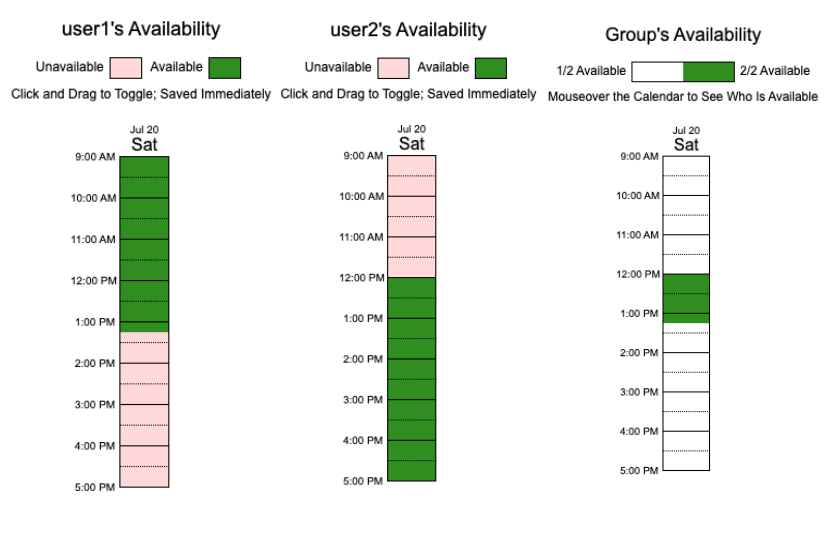 user1's Availability
Unavailable Available
Click and Drag to Toggle; Saved Immediately
Jul 20
Sat
9:00 AM
10:00 AM
11:00 AM
12:00 PM
1:00 PM
2:00 PM
3:00 PM
4:00 PM
5:00 PM
user2's Availability
Unavailable Available
Click and Drag to Toggle; Saved Immediately
Jul 20
Sat
9:00 AM
10:00 AM
11:00 AM
12:00 PM
1:00 PM
2:00 PM
3:00 PM
4:00 PM
5:00 PM
Group's Availability
1/2 Available 2/2 Available
Mouseover the Calendar to See Who Is Available
Jul 20
Sat
9:00 AM
10:00 AM
11:00 AM
12:00 PM
1:00 PM
2:00 PM
3:00 PM
4:00 PM
5:00 PM